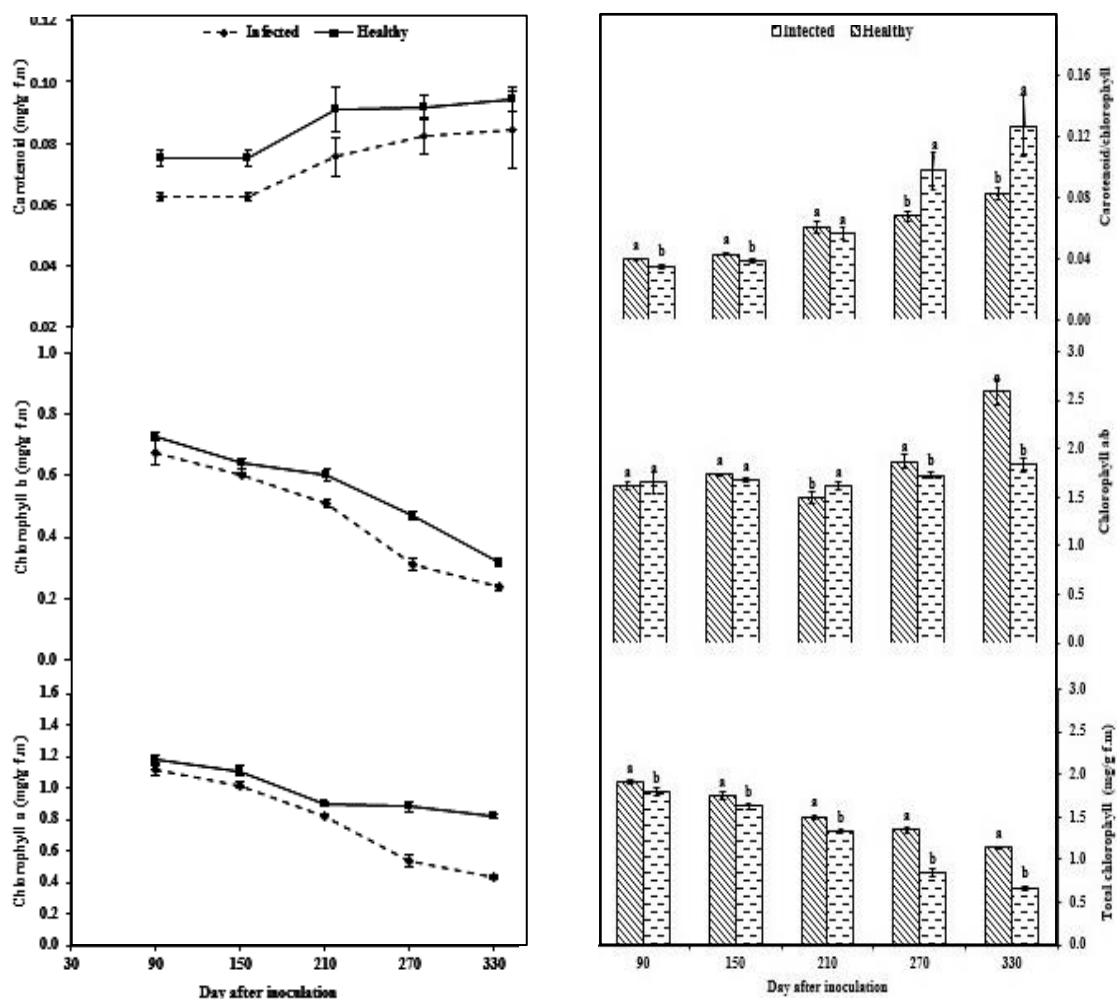 Infected Healthy
0.12
0.10
0.08
0.06
0.04
0.02
Carotenoid (mg/g f.m)
1.0
0.8
0.6
0.4
0.2
0.0
Chlorophyll b (mg/g f.m)
1.6
1.4
1.2
1.0
0.8
0.6
0.4
0.2
0.0
Chlorophyll a (mg/g f.m)
30 90 150 210 270 330
Day after inoculation
Infected Healthy
0.16
0.12
0.08
0.04
0.00
Carotenoid/chlorophyll
a b a b a a b a b a
3.0
2.5
2.0
1.5
1.0
0.5
0.0
Chlorophyll a/b
a a a a b a a b a b
3.0
2.5
2.0
1.5
1.0
0.5
0.0
Total chlorophyll (mg/g f.m)
a b a b a b a b a b
90 150 210 270 330
Day after inoculation